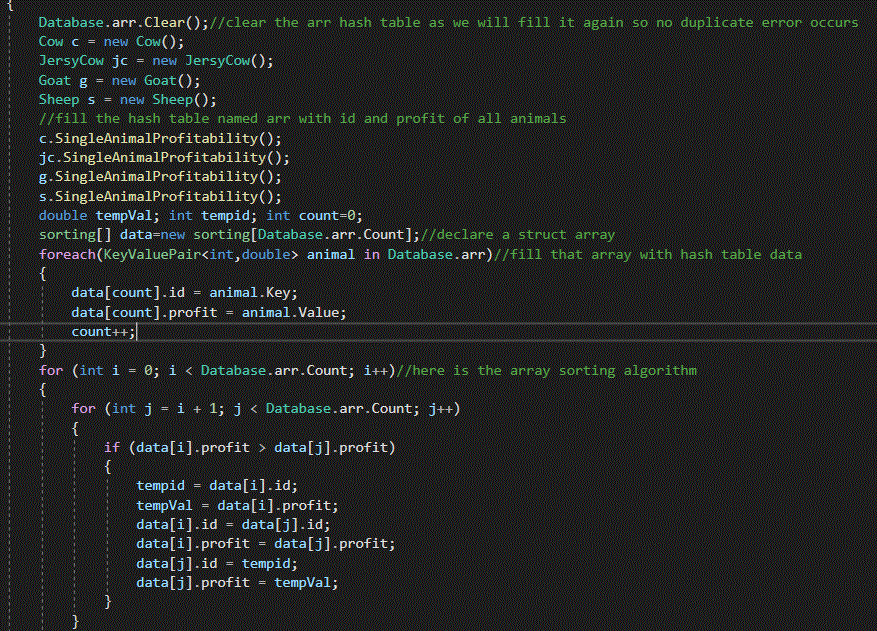 {
Database.arr.Clear();//clear the arr hash table as we will fill it again so no duplicate error occurs
Cow c = new Cow();
JersyCow jc = new JersyCow();
Goat g = new Goat();
Sheep s = new Sheep();
//fill the hash table named arr with id and profit of all animals
c.SingleAnimalProfitability();
jc.SingleAnimalProfitability();
g.SingleAnimalProfitability();
s.SingleAnimalProfitability();
double tempVal; int tempid; int count=0;
sorting[] data=new sorting[Database.arr.Count];//declare a struct array
foreach(KeyValuePair<int,double> animal in Database.arr)//fill that array with hash table data
{
data[count].id = animal.Key;
data[count].profit = animal.Value;
count++;
}
for (int i = 0; i < Database.arr.Count; i++)//here is the array sorting algorithm
{
for (int j = i + 1; j < Database.arr.Count; j++)
{
if (data[i].profit > data[j].profit)
{
tempid = data[i].id;
tempVal = data[i].profit;
data[i].id = data[j].id;
data[i].profit = data[j].profit;
data[j].id = tempid;
data[j].profit = tempVal;
}
}